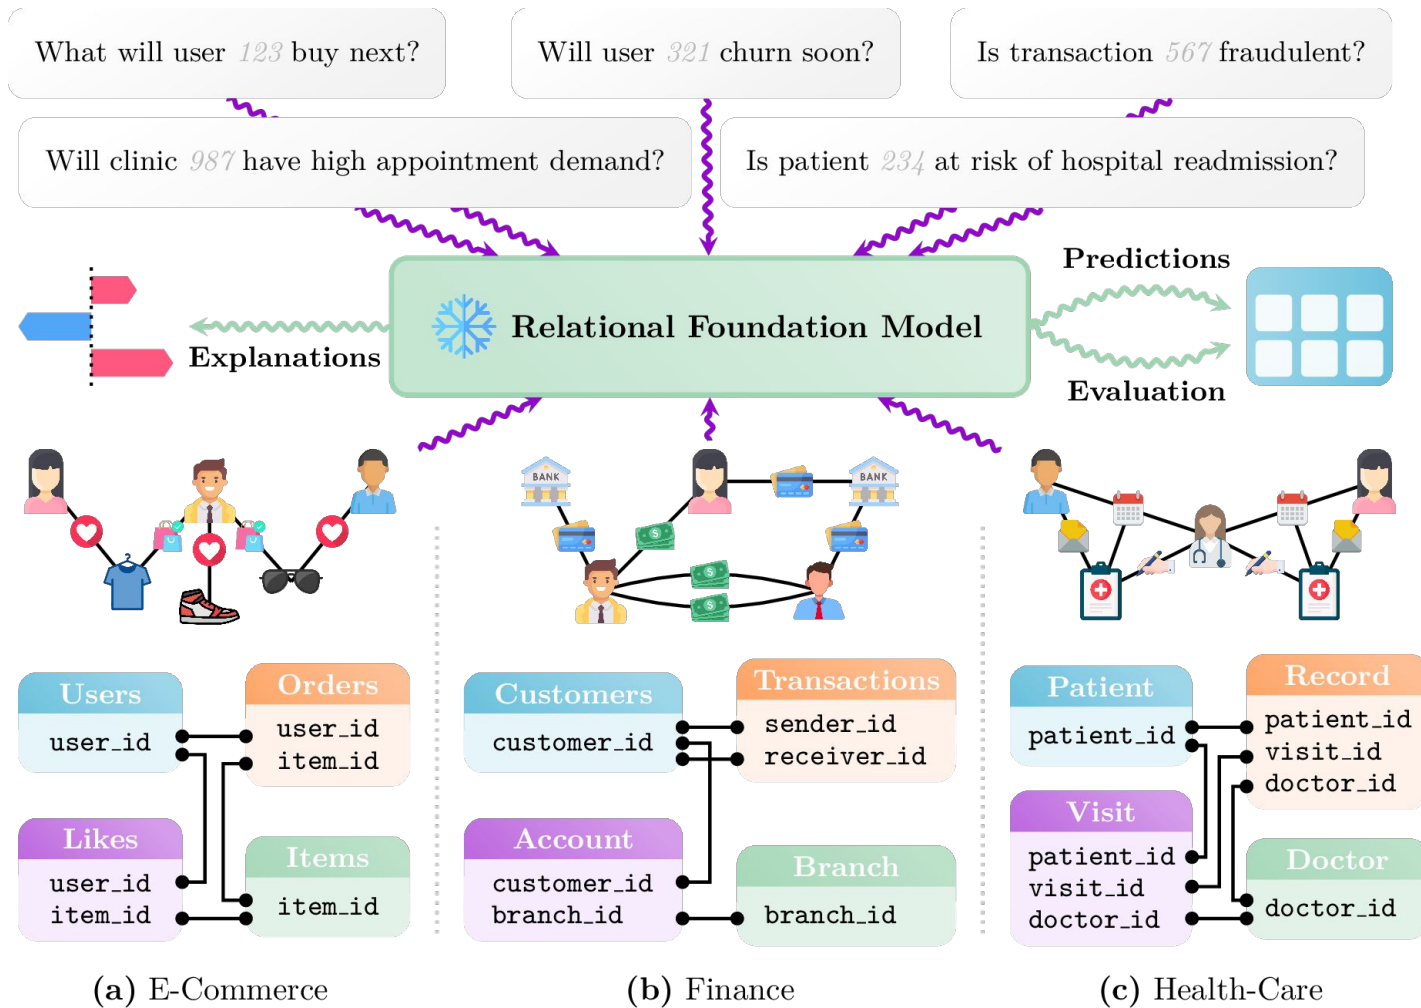 What will user 123 buy next?
Will user 321 churn soon?
Is transaction 567 fraudulent?
Will clinic 987 have high appointment demand?
Is patient 234 at risk of hospital readmission?
Relational Foundation Model
Explanations
Predictions
Evaluation
BANK
BANK
Users
user_id
Orders
user_id
item_id
Likes
user_id
item_id
Items
item_id
(a) E-Commerce
Customers
customer_id
Transactions
sender_id
receiver_id
Account
customer_id
branch_id
Branch
branch_id
(b) Finance
Patient
patient_id
Record
patient_id
visit_id
doctor_id
Visit
patient_id
visit_id
doctor_id
Doctor
doctor_id
(c) Health-Care